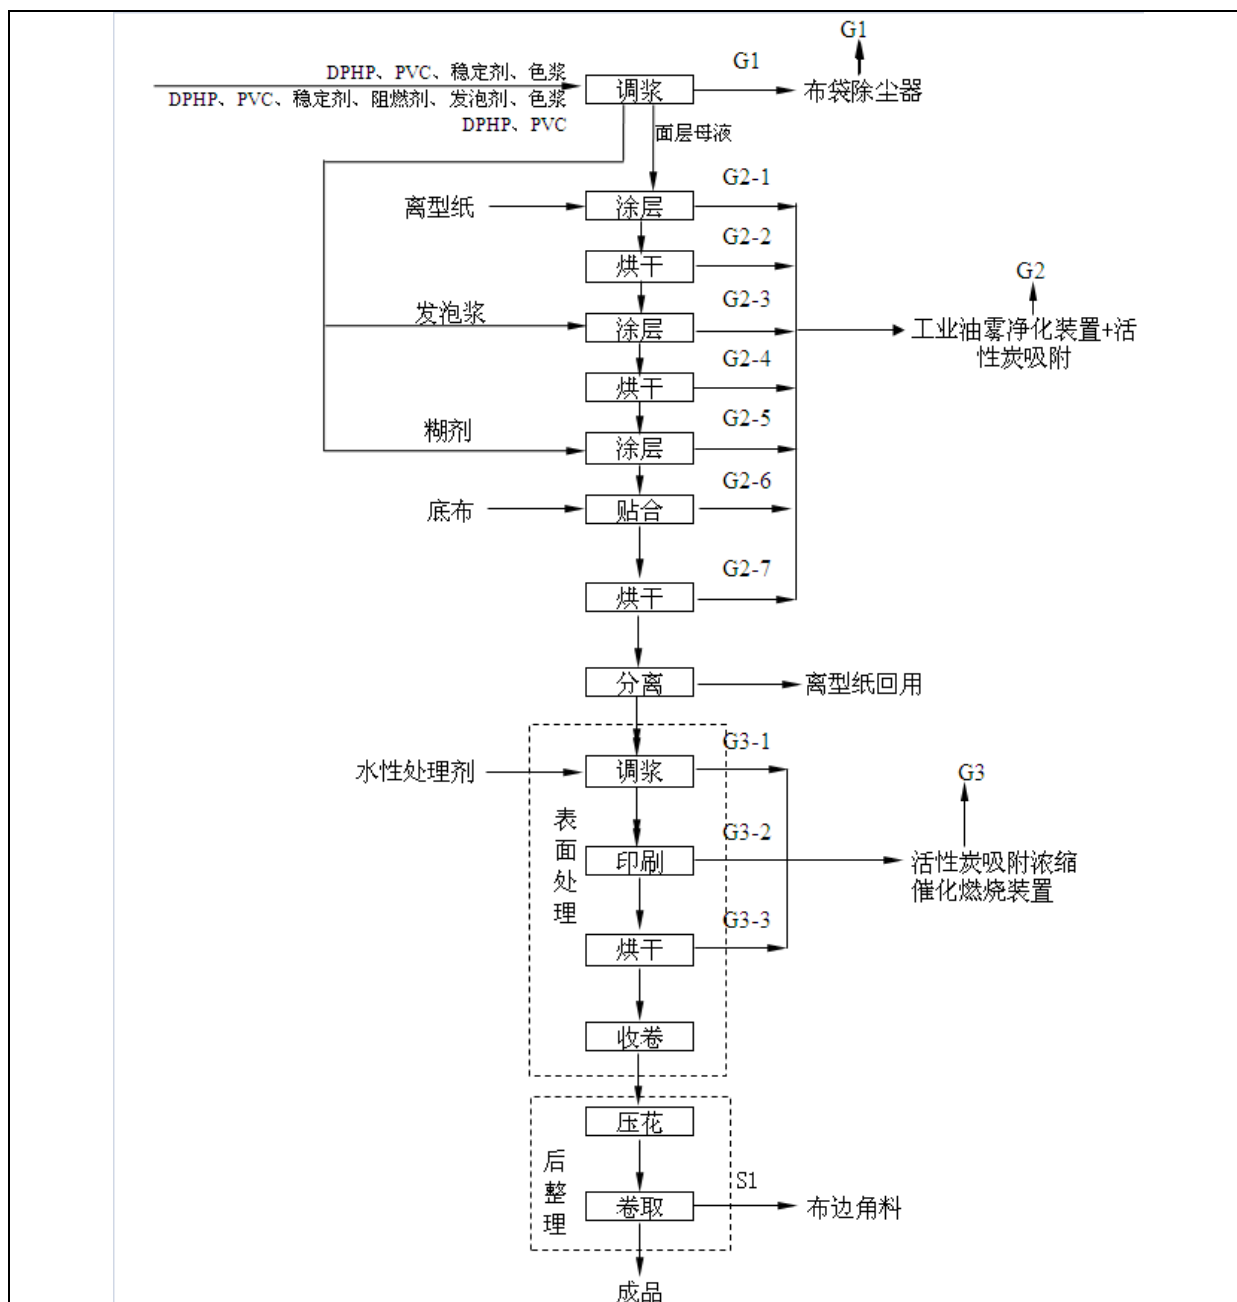 G1
DPHP、PVC、稳定剂、色浆
G1
调浆
布袋除尘器
DPHP、PVC、稳定剂、阻燃剂、发泡剂、色浆
DPHP、PVC
面层母液
G2-1
离型纸
涂层
G2-2
烘干
G2
G2-3
发泡浆
涂层
工业油雾净化装置+活
性炭吸附
G2-4
烘干
G2-5
糊剂
涂层
G2-6
底布
贴合
G2-7
烘干
分离
离型纸回用
G3-1
水性处理剂
调浆
G3
表面处理
G3-2
印刷
活性炭吸附浓缩
催化燃烧装置
G3-3
烘干
收卷
压花
后整理
S1
卷取
布边角料
成品